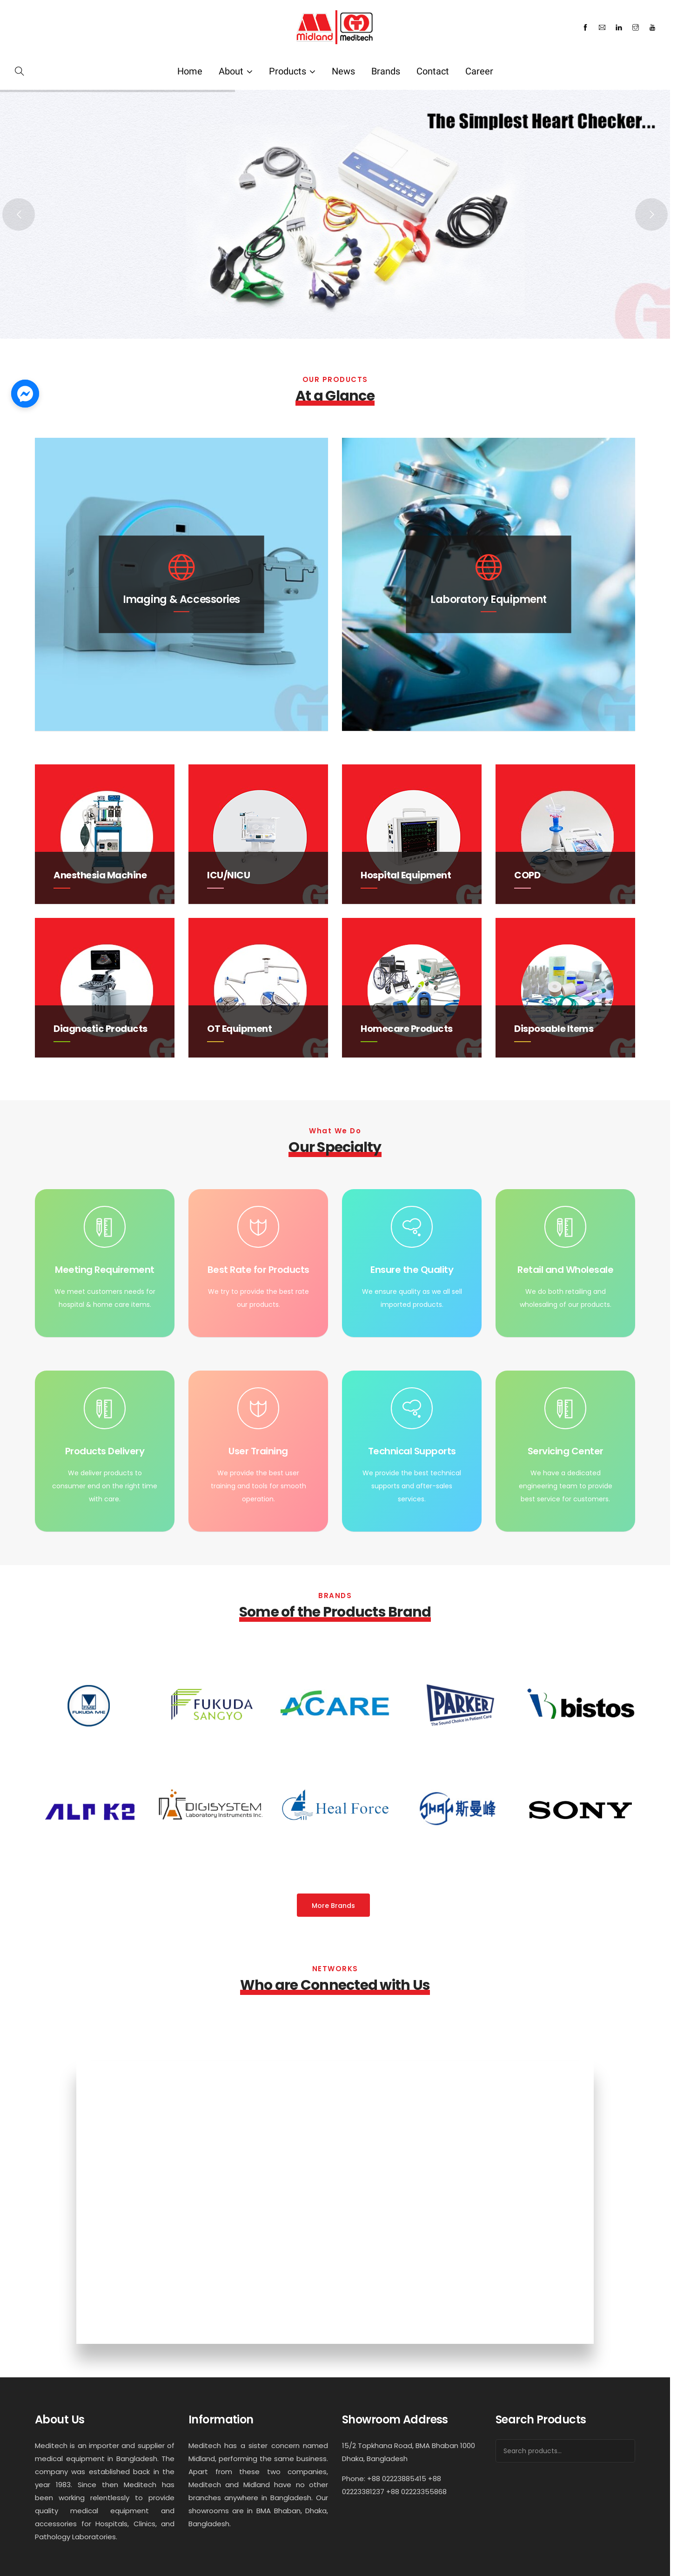 Midland Meditech
Home About Products News Brands Contact Career
The Simplest Heart Checker...
OUR PRODUCTS
At a Glance
Imaging & Accessories
Laboratory Equipment
Anesthesia Machine
ICU/NICU
Hospital Equipment
COPD
Diagnostic Products
OT Equipment
Homecare Products
Disposable Items
What We Do
Our Specialty
Meeting Requirement
We meet customers needs for
hospital & home care items.
Best Rate for Products
We try to provide the best rate
our products.
Ensure the Quality
We ensure quality as we all sell
imported products.
Retail and Wholesale
We do both retailing and
wholesaling of our products.
Products Delivery
We deliver products to
consumer end on the right time
with care.
User Training
We provide the best user
training and tools for smooth
operation.
Technical Supports
We provide the best technical
supports and after-sales
services.
Servicing Center
We have a dedicated
engineering team to provide
best service for customers.
BRANDS
Some of the Products Brand
FUKUDA
SANGYO
ACARE
PARKER
The Sound Choice in Patient Care
bistos
ALPK2
DIGISYSTEM
Laboratory Instruments Inc.
Heal Force
斯曼峰
SONY
More Brands
NETWORKS
Who are Connected with Us
About Us
Meditech is an importer and supplier of
medical equipment in Bangladesh. The
company was established back in the
year 1983. Since then Meditech has
been working relentlessly to provide
quality medical equipment and
accessories for Hospitals, Clinics, and
Pathology Laboratories.
Information
Meditech has a sister concern named
Midland, performing the same business.
Apart from these two companies,
Meditech and Midland have no other
branches anywhere in Bangladesh. Our
showrooms are in BMA Bhaban, Dhaka,
Bangladesh.
Showroom Address
15/2 Topkhana Road, BMA Bhaban 1000
Dhaka, Bangladesh
Phone: +88 02223885415 +88
02223381237 +88 02223355868
Search Products
Search products...